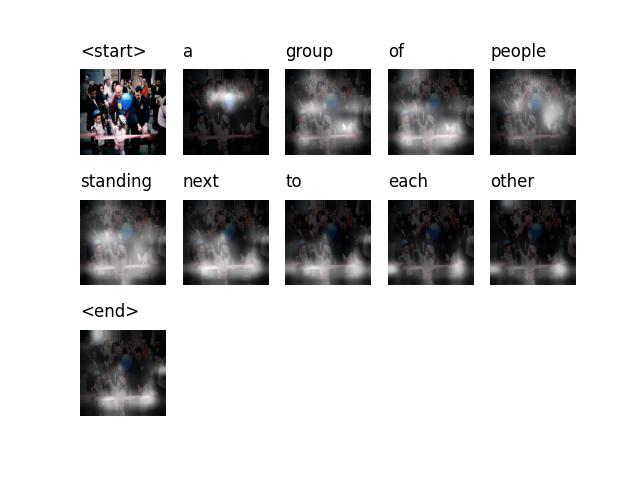 <start> a group of people
standing next to each other
<end>